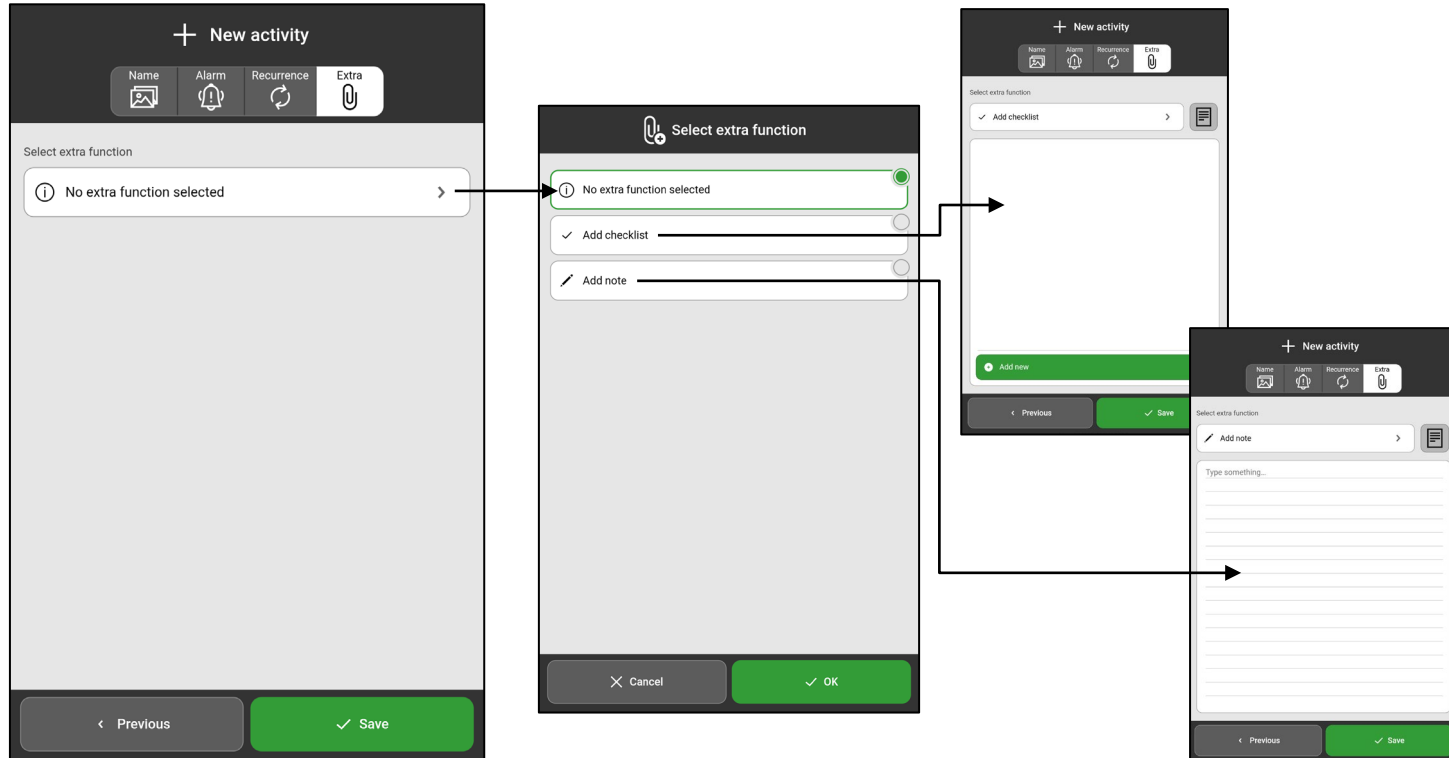 New activity
Name Alarm Recurrence Extra
Select extra function
No extra function selected
Previous Save
Select extra function
No extra function selected
Add checklist
Add note
Cancel OK
New activity
Name Alarm Recurrence Extra
Select extra function
Add checklist
Add new
Previous Save
New activity
Name Alarm Recurrence Extra
Select extra function
Add note
Type something...
Previous Save